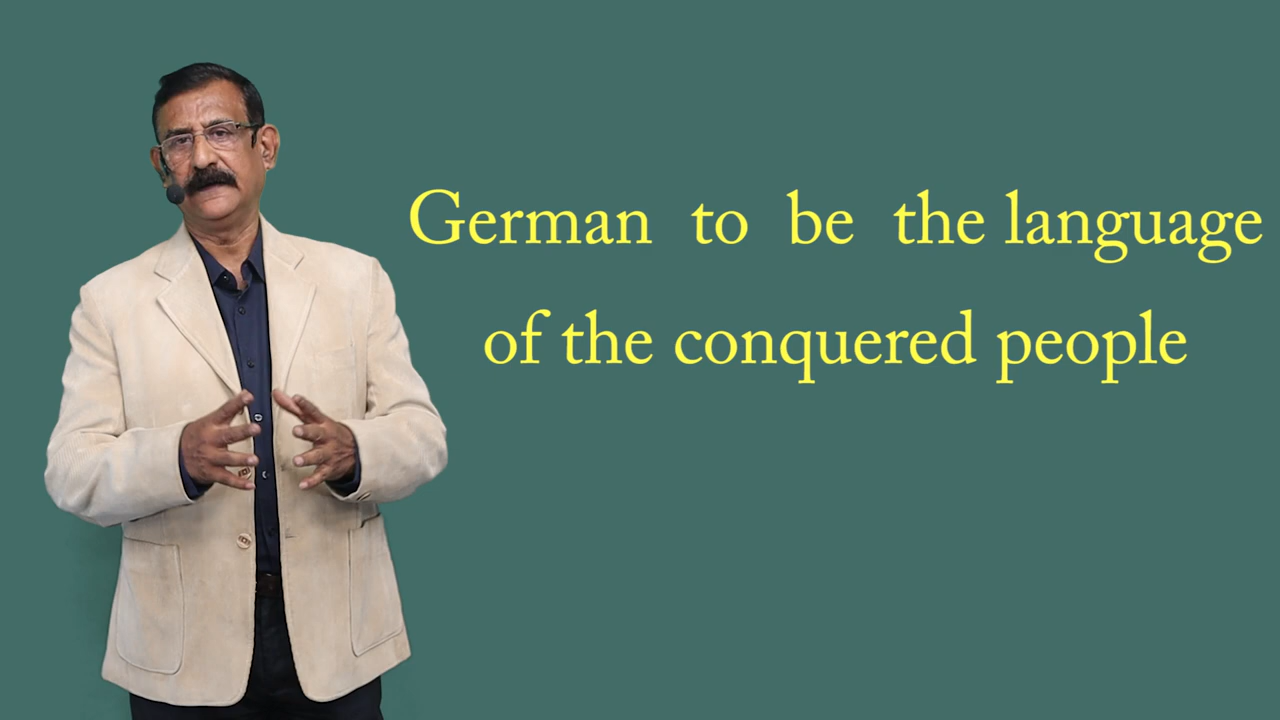 German to be the language
of the conquered people